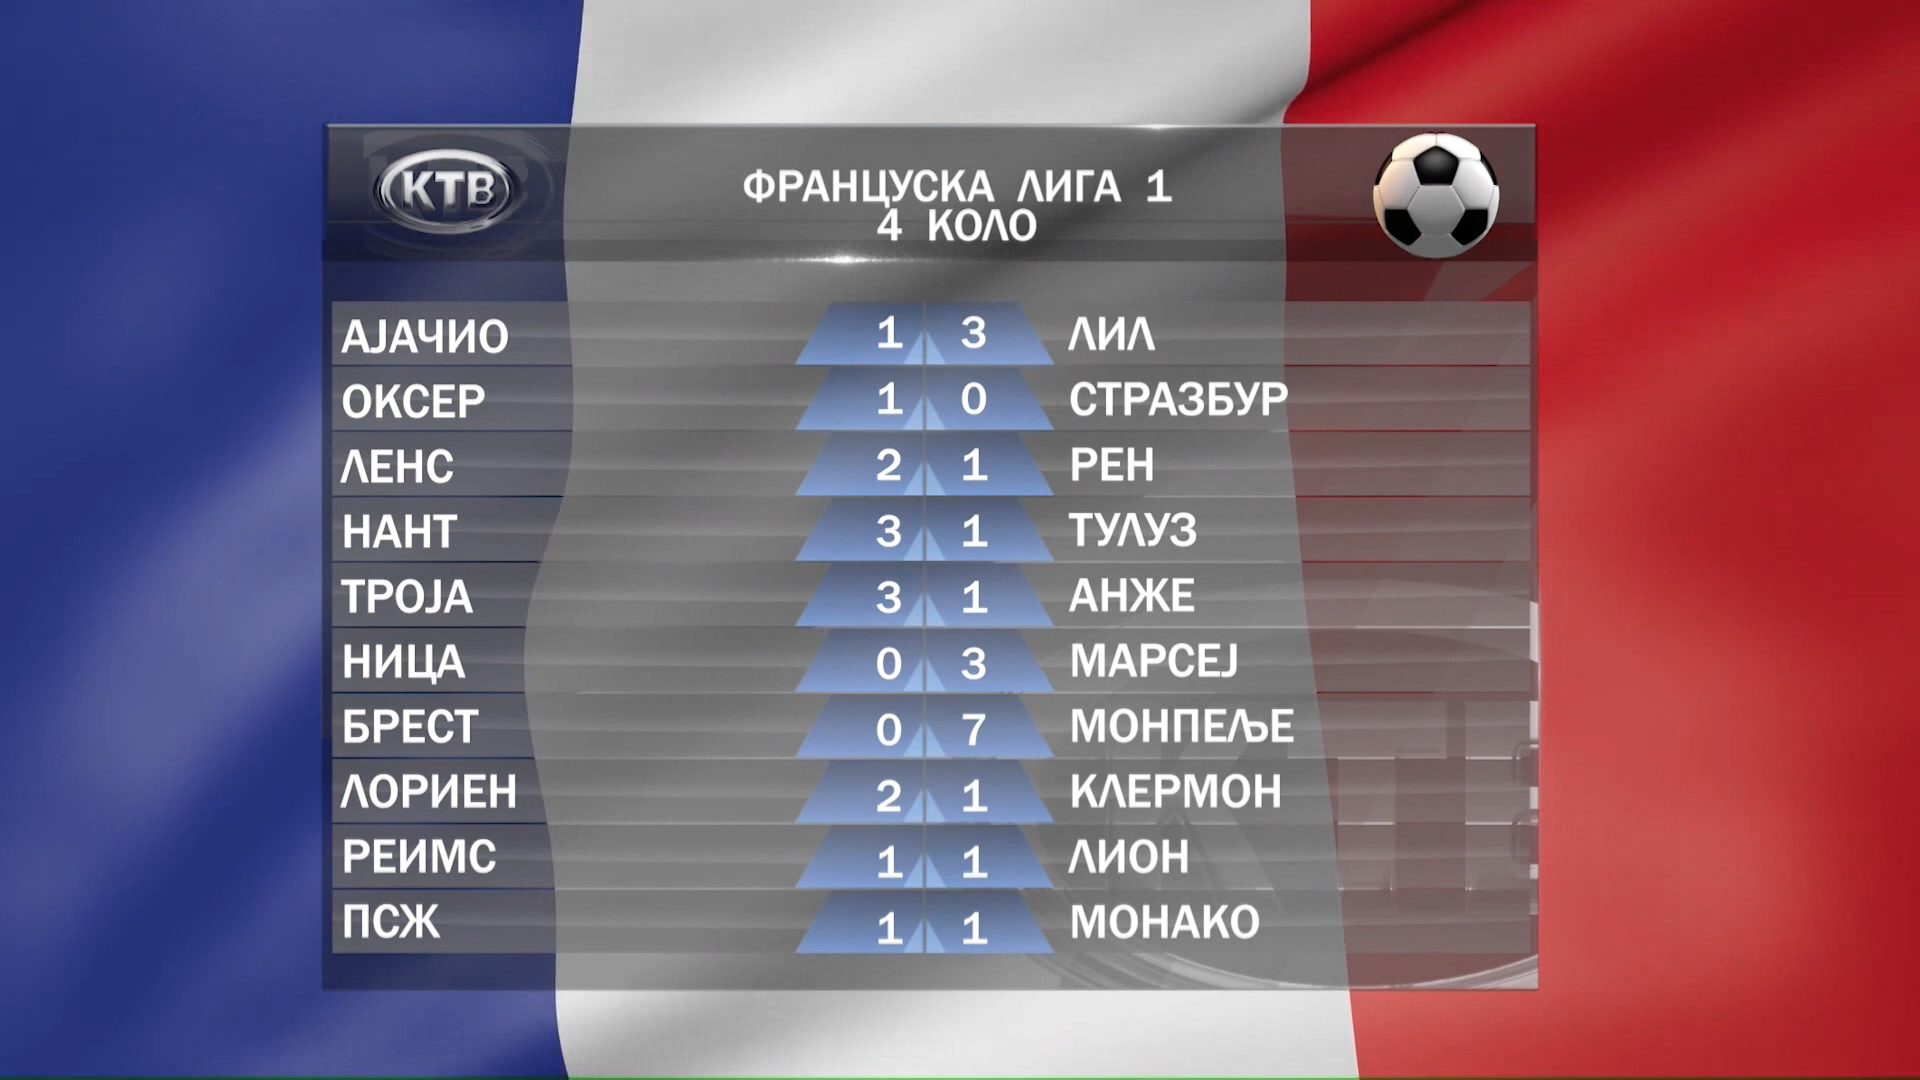 КТВ
ФРАНЦУСКА ЛИГА 1
4 КОЛО
АЈАЧИО 1 3 ЛИЛ
ОКСЕР 1 0 СТРАЗБУР
ЛЕНС 2 1 РЕН
НАНТ 3 1 ТУЛУЗ
ТРОЈА 3 1 АНЖЕ
НИЦА 0 3 МАРСЕЈ
БРЕСТ 0 7 МОНПЕЉЕ
ЛОРИЕН 2 1 КЛЕРМОН
РЕИМС 1 1 ЛИОН
ПСЖ 1 1 МОНАКО